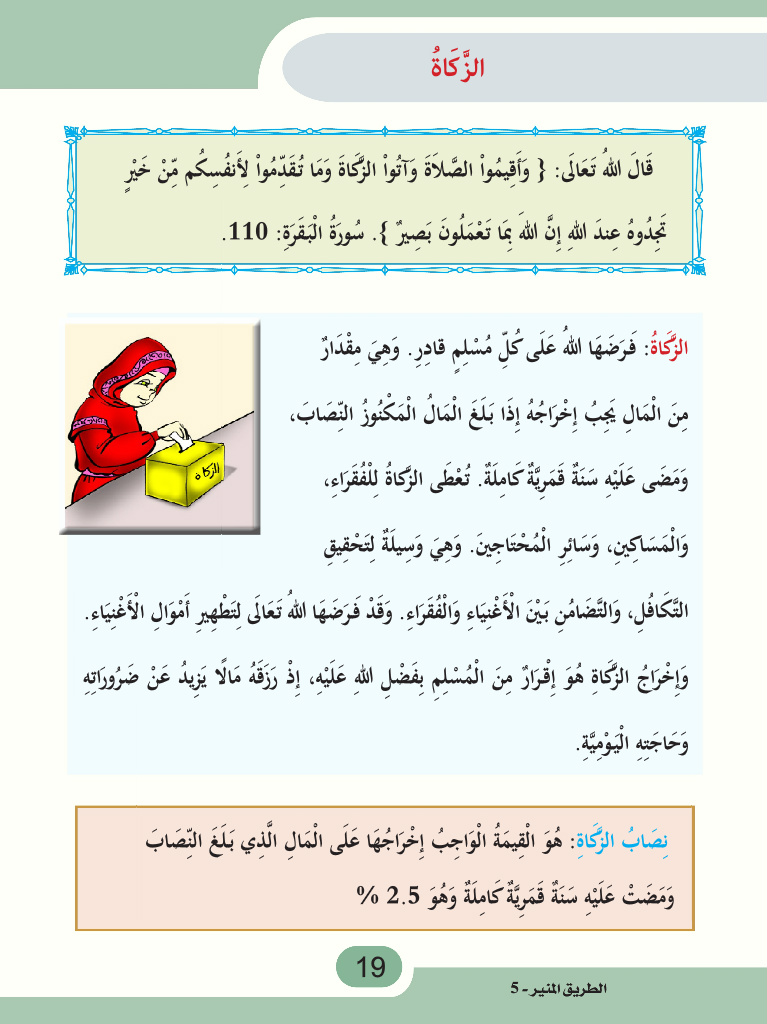 الزَّكَاةُ
قَالَ اللهُ تَعَالَى: { وَأَقِيمُواْ الصَّلاَةَ وَآتُواْ الزَّكَاةَ وَمَا تُقَدِّمُواْ لِأَنفُسِكُم مِّنْ خَيْرٍ
تَجِدُوهُ عِندَ اللهِ إِنَّ اللهَ بِمَا تَعْمَلُونَ بَصِيرٌ }. سُورَةُ الْبَقَرَةِ: 110.
الزَّكَاةُ: فَرَضَهَا اللهُ عَلَى كُلِّ مُسْلِمٍ قادِرِ. وَهِيَ مِقْدَارٌ
مِنَ الْمَالِ يَجِبُ إِخْرَاجُهُ إِذَا بَلَغَ الْمَالُ الْمَكْنُوزُ النِّصَابَ،
وَمَضَى عَلَيْهِ سَنَةٌ قَمَرِيَّةٌ كَامِلَةٌ. تُعْطَى الزَّكاةُ لِلْفُقَرَاءِ،
وَالْمَسَاكِينِ، وَسَائِرِ الْمُحْتَاجِينَ. وَهِيَ وَسِيلَةٌ لِتَحْقِيقِ
الزكاة
التَّكَافُلِ، وَالتَّضَامُنِ بَيْنَ الْأَغْنِيَاءِ وَالْفُقَرَاءِ. وَقَدْ فَرَضَهَا اللهُ تَعَالَى لِتَطْهِيرِ أَمْوَالِ الْأَغْنِيَاءِ.
وَإِخْرَاجُ الزَّكَاةِ هُوَ إِقْرَارٌ مِنَ الْمُسْلِمِ بِفَضْلِ اللهِ عَلَيْهِ، إِذْ رَزَقَهُ مَالًا يَزِيدُ عَنْ ضَرُورَاتِهِ
وَحَاجَتِهِ الْيَوْمِيَّةِ.
نِصَابُ الزَّكَاةِ: هُوَ الْقِيمَةُ الْوَاجِبُ إِخْرَاجُهَا عَلَى الْمَالِ الَّذِي بَلَغَ النِّصَابَ
وَمَضَتْ عَلَيْهِ سَنَةٌ قَمَرِيَّةٌ كَامِلَةٌ وَهُوَ 2.5 %
19
الطريق المنير - 5